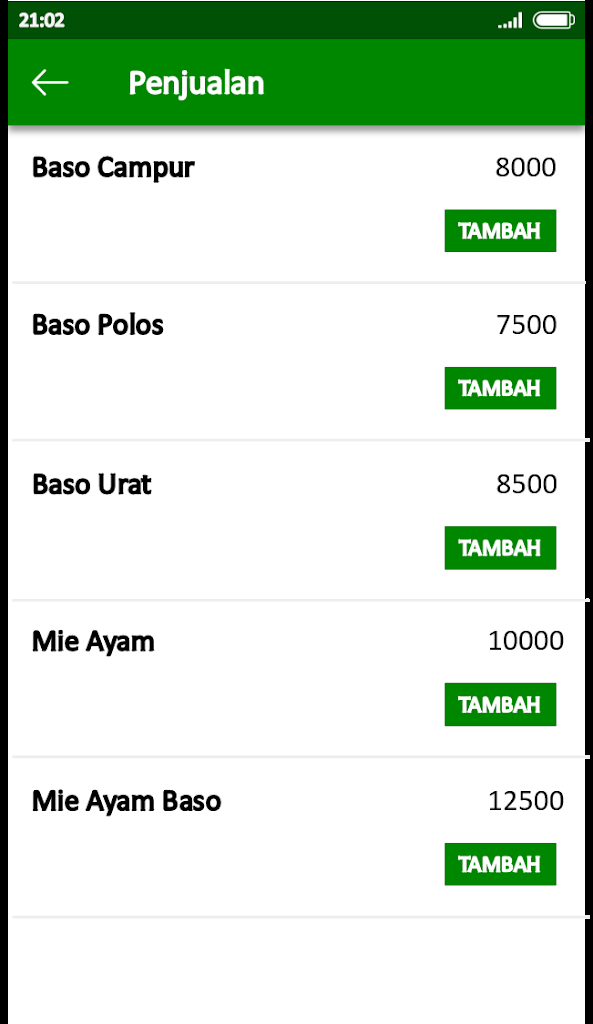 21:02
Penjualan
Baso Campur 8000
TAMBAH
Baso Polos 7500
TAMBAH
Baso Urat 8500
TAMBAH
Mie Ayam 10000
TAMBAH
Mie Ayam Baso 12500
TAMBAH